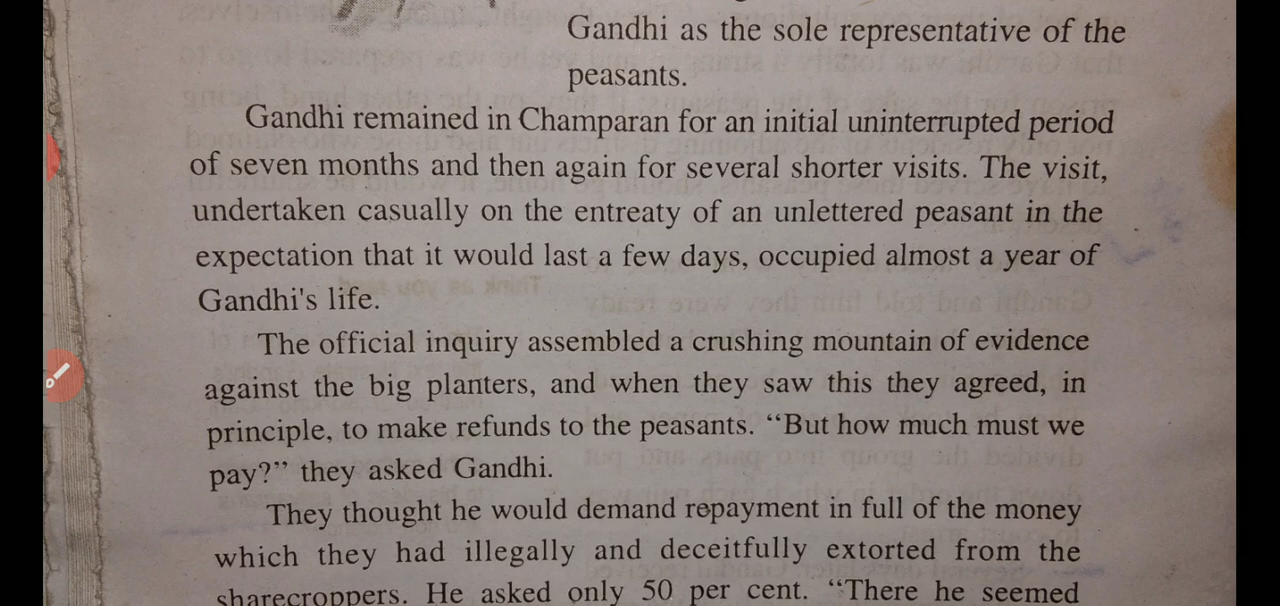 Gandhi as the sole representative of the
peasants.
Gandhi remained in Champaran for an initial uninterrupted period
of seven months and then again for several shorter visits. The visit,
undertaken casually on the entreaty of an unlettered peasant in the
expectation that it would last a few days, occupied almost a year of
Gandhi's life.
The official inquiry assembled a crushing mountain of evidence
against the big planters, and when they saw this they agreed, in
principle, to make refunds to the peasants. “But how much must we
pay?” they asked Gandhi.
They thought he would demand repayment in full of the money
which they had illegally and deceitfully extorted from the
sharecroppers. He asked only 50 per cent. “There he seemed